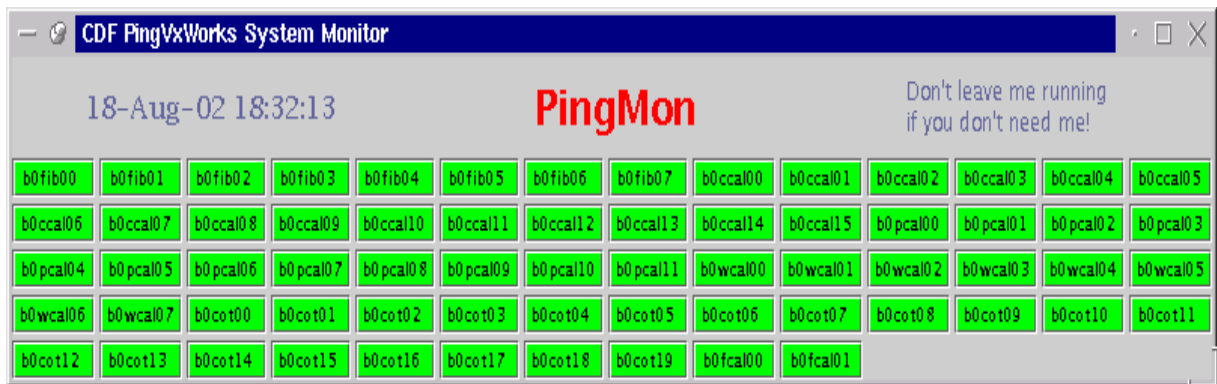 CDF PingVxWorks System Monitor
18-Aug-02 18:32:13
PingMon
Don't leave me running
if you don't need me!
b0fib00 b0fib01 b0fib02 b0fib03 b0fib04 b0fib05 b0fib06 b0fib07 b0ccal00 b0ccal01 b0ccal02 b0ccal03 b0ccal04 b0ccal05
b0ccal06 b0ccal07 b0ccal08 b0ccal09 b0ccal10 b0ccal11 b0ccal12 b0ccal13 b0ccal14 b0ccal15 b0pcal00 b0pcal01 b0pcal02 b0pcal03
b0pcal04 b0pcal05 b0pcal06 b0pcal07 b0pcal08 b0pcal09 b0pcal10 b0pcal11 b0wcal00 b0wcal01 b0wcal02 b0wcal03 b0wcal04 b0wcal05
b0wcal06 b0wcal07 b0cot00 b0cot01 b0cot02 b0cot03 b0cot04 b0cot05 b0cot06 b0cot07 b0cot08 b0cot09 b0cot10 b0cot11
b0cot12 b0cot13 b0cot14 b0cot15 b0cot16 b0cot17 b0cot18 b0cot19 b0fcal00 b0fcal01